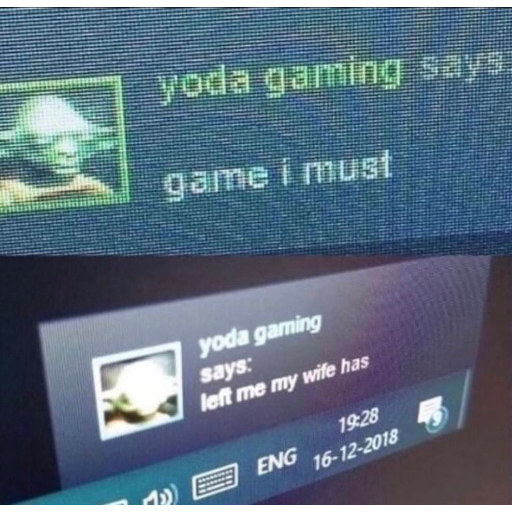 yoda gaming says
game i must
yoda gaming
says:
left me my wife has
19:28
ENG 16-12-2018
9